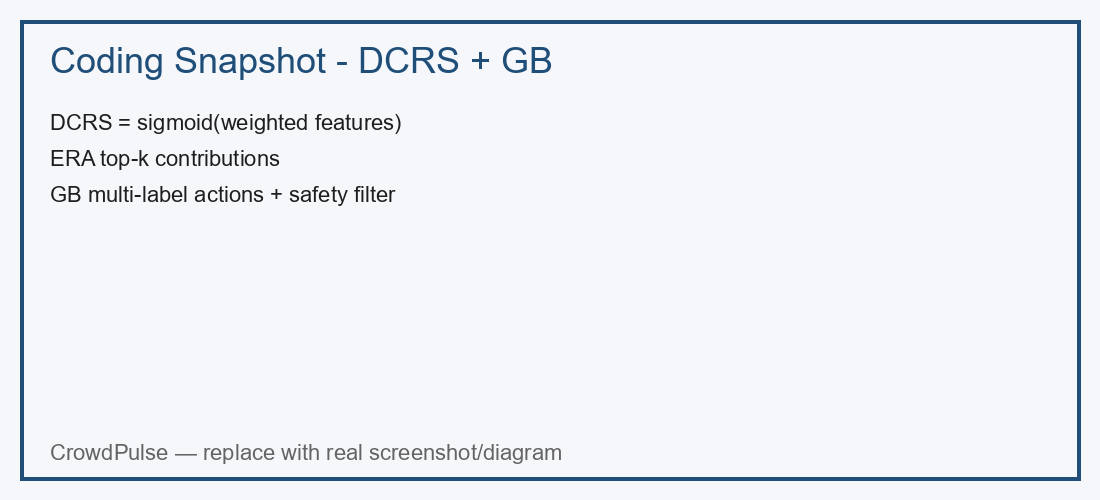 Coding Snapshot - DCRS + GB
DCRS = sigmoid(weighted features)
ERA top-k contributions
GB multi-label actions + safety filter
CrowdPulse — replace with real screenshot/diagram